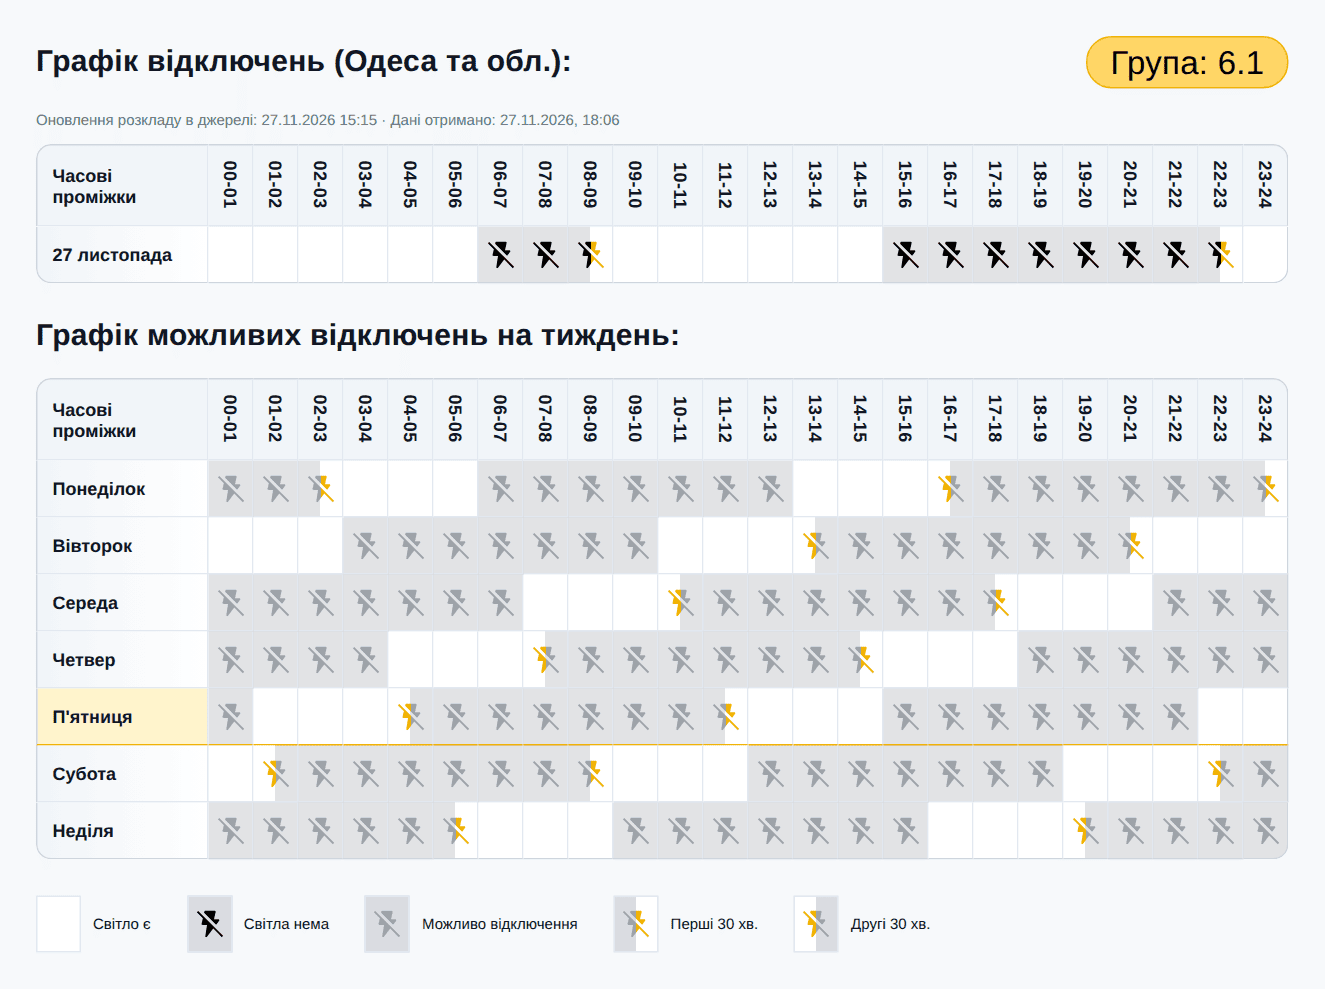 Графік відключень (Одеса та обл.):
Група: 6.1
Оновлення розкладу в джерелі: 27.11.2026 15:15 · Дані отримано: 27.11.2026, 18:06
Часові
проміжки
00-01 01-02 02-03 03-04 04-05 05-06 06-07 07-08 08-09 09-10 10-11 11-12 12-13 13-14 14-15 15-16 16-17 17-18 18-19 19-20 20-21 21-22 22-23 23-24
27 листопада
Графік можливих відключень на тиждень:
Часові
проміжки
00-01 01-02 02-03 03-04 04-05 05-06 06-07 07-08 08-09 09-10 10-11 11-12 12-13 13-14 14-15 15-16 16-17 17-18 18-19 19-20 20-21 21-22 22-23 23-24
Понеділок
Вівторок
Середа
Четвер
П'ятниця
Субота
Неділя
Світло є
Світла нема
Можливо відключення
Перші 30 хв.
Другі 30 хв.